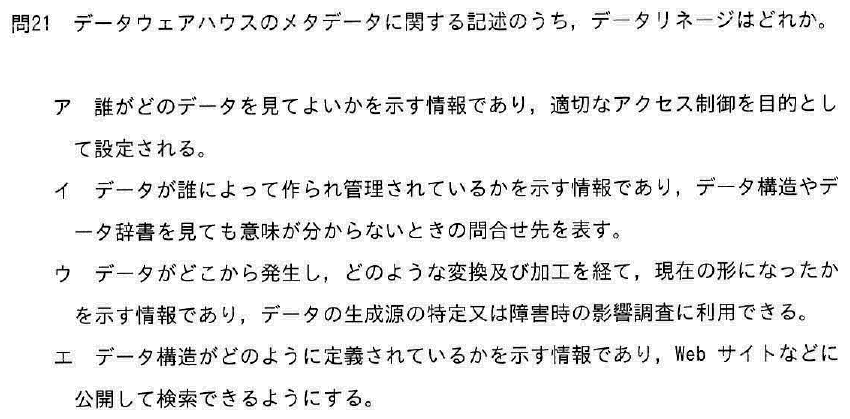 問21 データウェアハウスのメタデータに関する記述のうち，データリネージはどれか。
ア 誰がどのデータを見てよいかを示す情報であり，適切なアクセス制御を目的とし
て設定される。
イ データが誰によって作られ管理されているかを示す情報であり，データ構造やデ
ータ辞書を見ても意味が分からないときの問合せ先を表す。
ウ データがどこから発生し，どのような変換及び加工を経て，現在の形になったか
を示す情報であり，データの生成源の特定又は障害時の影響調査に利用できる。
エ データ構造がどのように定義されているかを示す情報であり，Web サイトなどに
公開して検索できるようにする。